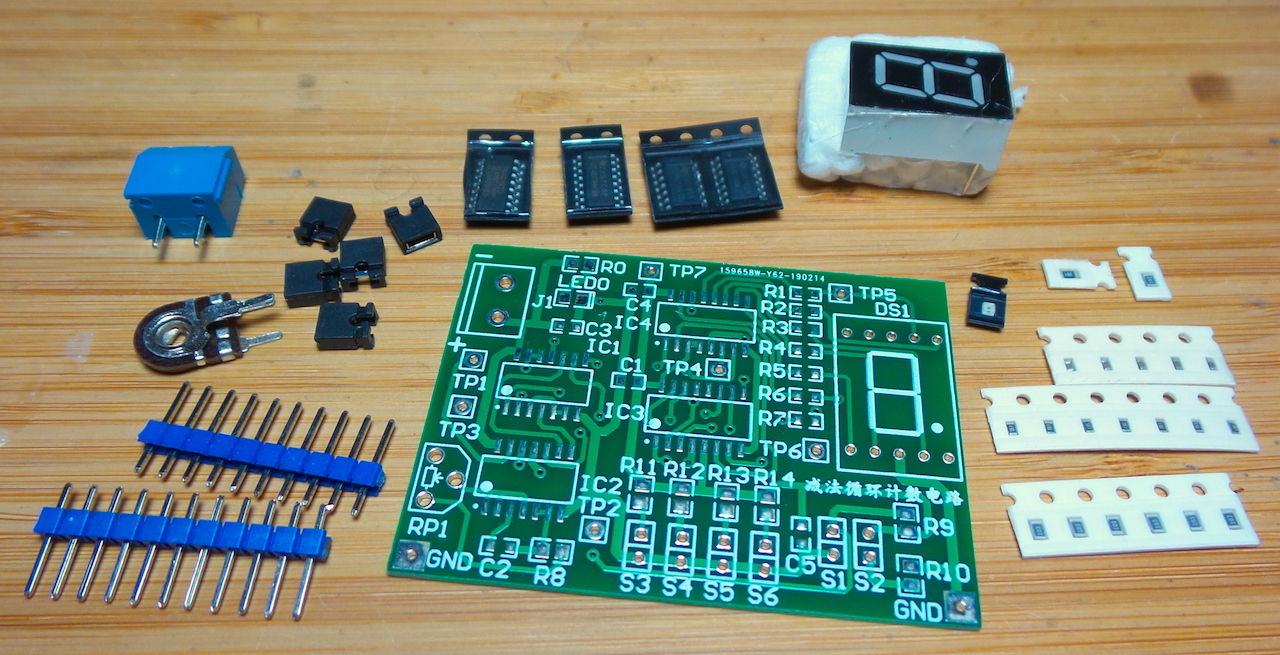 159658W-Y62-190214
R0
TP7
LED0
J1
C4
IC4
C3
IC1
R1
R2
R3
R4
R5
R6
R7
TP5
DS1
TP1
C1
TP4
IC3
TP3
TP6
R11 R12 R13 R14
减法循环计数电路
IC2
TP2
RP1
R9
GND
C2
R8
S3
S4
S5
S6
C5
S1
S2
R10
GND